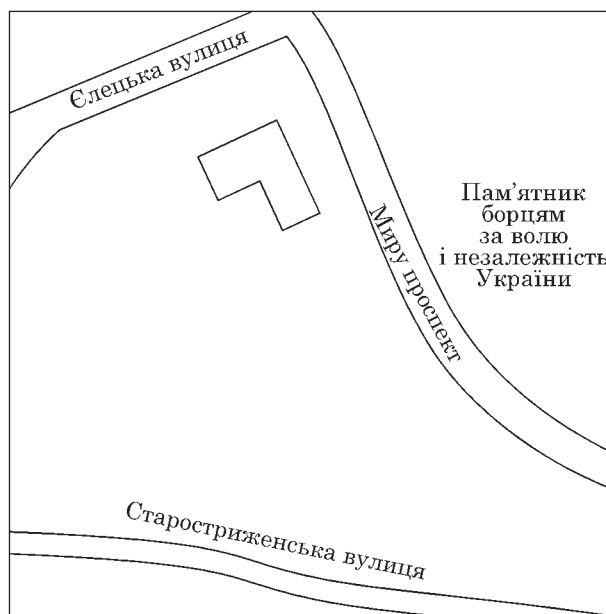 Єлецька вулиця
Пам’ятник
борцям
за волю
і незалежність
України
Миру проспект
Старостриженська вулиця